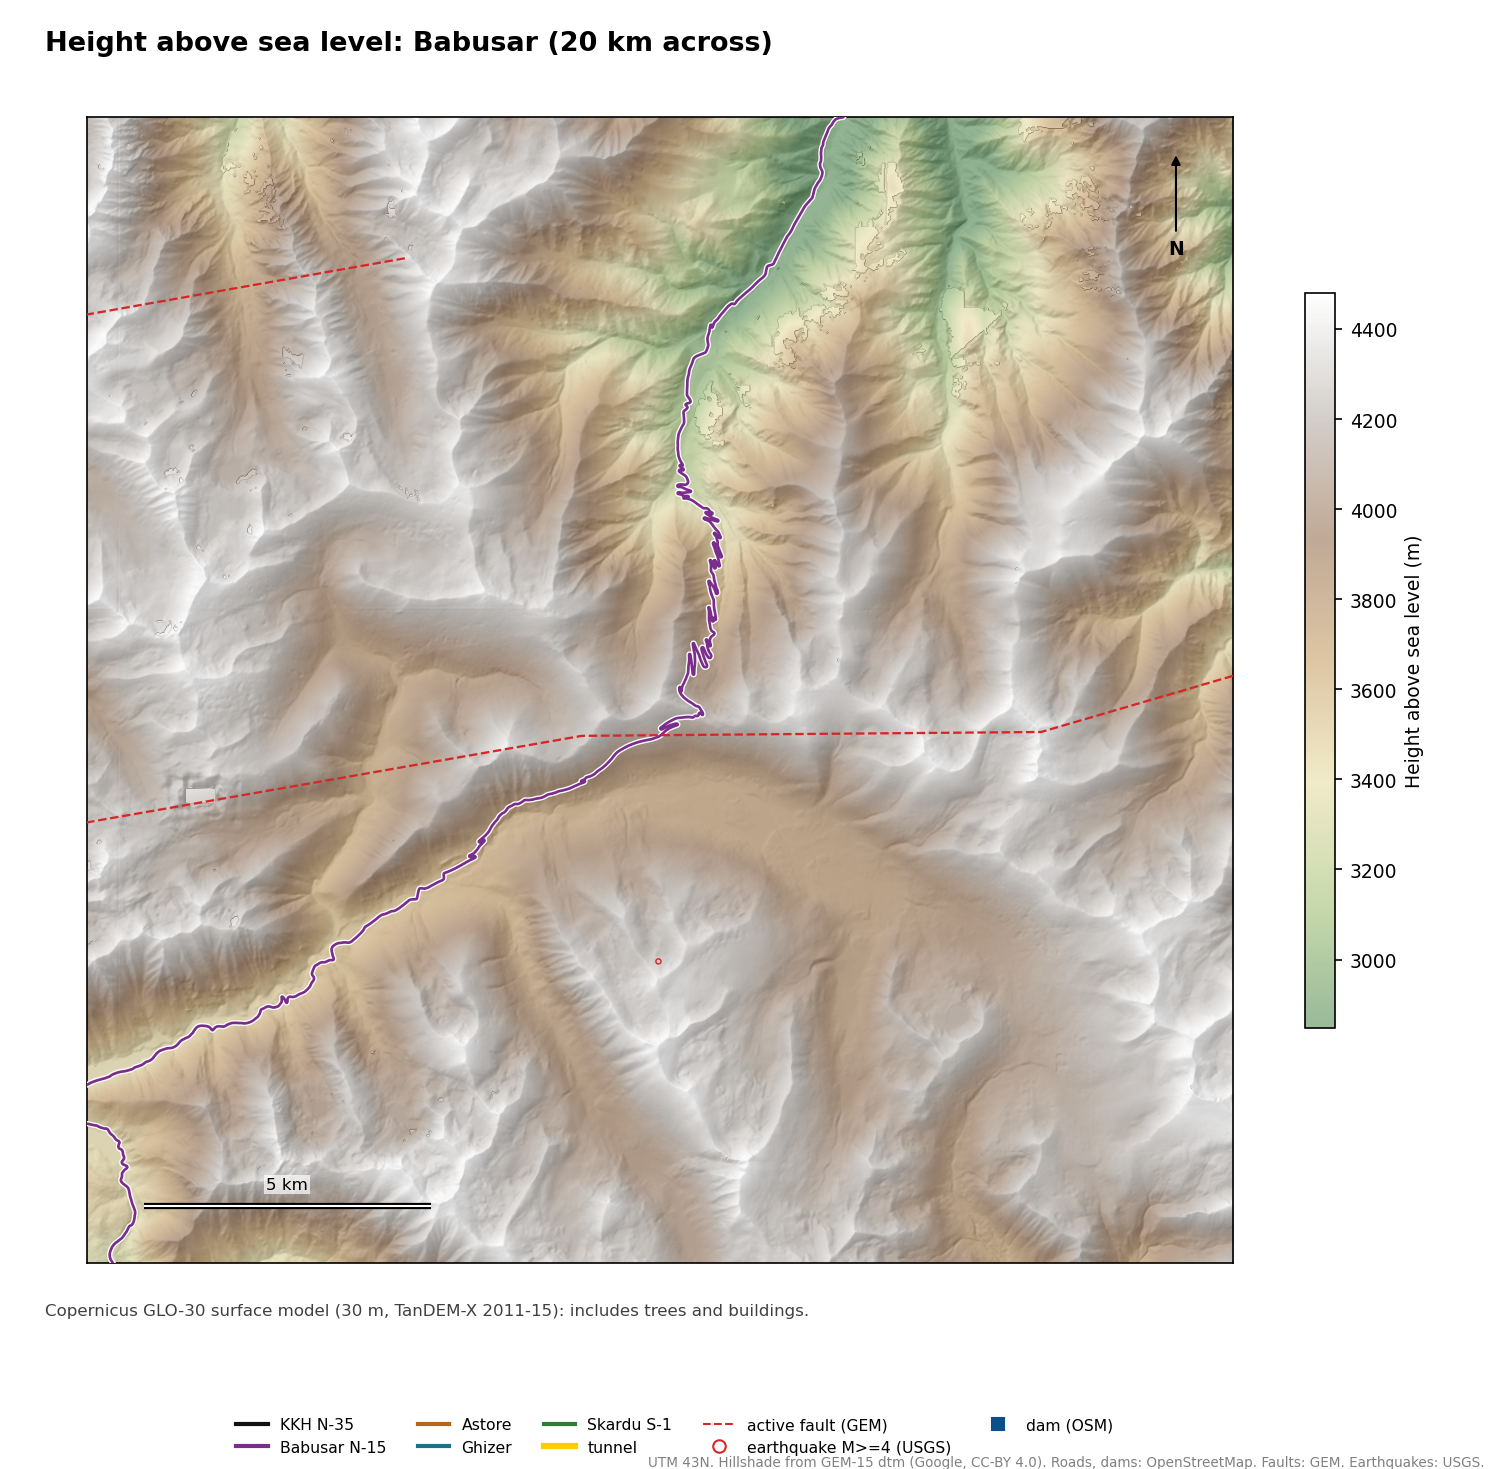 Height above sea level: Babusar (20 km across)
N
4400
4200
4000
3800
3600
3400
3200
3000
Height above sea level (m)
5 km
Copernicus GLO-30 surface model (30 m, TanDEM-X 2011-15): includes trees and buildings.
KKH N-35
Babusar N-15
Astore
Ghizer
Skardu S-1
tunnel
active fault (GEM)
earthquake M>=4 (USGS)
dam (OSM)
UTM 43N. Hillshade from GEM-15 dtm (Google, CC-BY 4.0). Roads, dams: OpenStreetMap. Faults: GEM. Earthquakes: USGS.